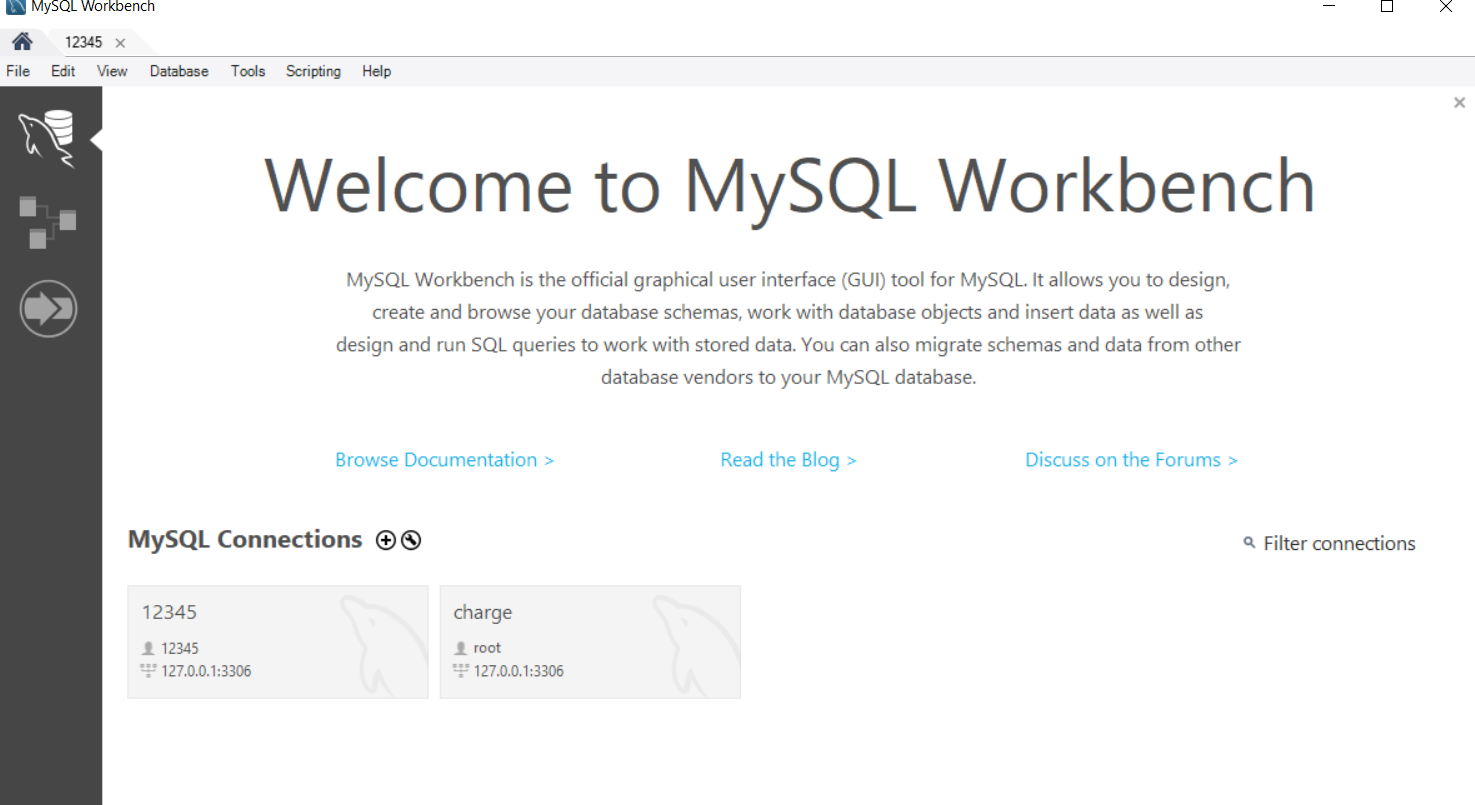 MySQL Workbench
12345
File Edit View Database Tools Scripting Help
Welcome to MySQL Workbench
MySQL Workbench is the official graphical user interface (GUI) tool for MySQL. It allows you to design,
create and browse your database schemas, work with database objects and insert data as well as
design and run SQL queries to work with stored data. You can also migrate schemas and data from other
database vendors to your MySQL database.
Browse Documentation > Read the Blog > Discuss on the Forums >
MySQL Connections
Filter connections
12345
12345
127.0.0.1:3306
charge
root
127.0.0.1:3306